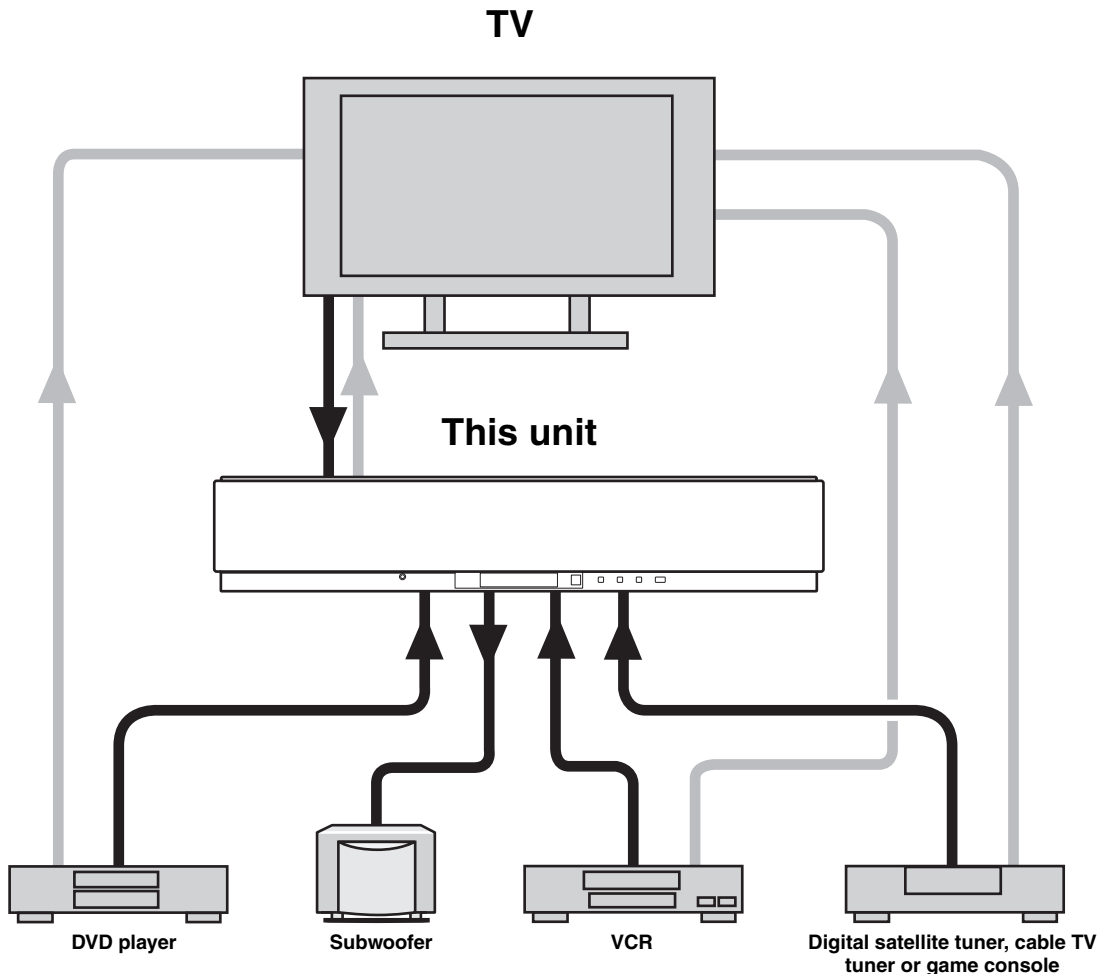 TV
This unit
DVD player
Subwoofer
VCR
Digital satellite tuner, cable TV
tuner or game console